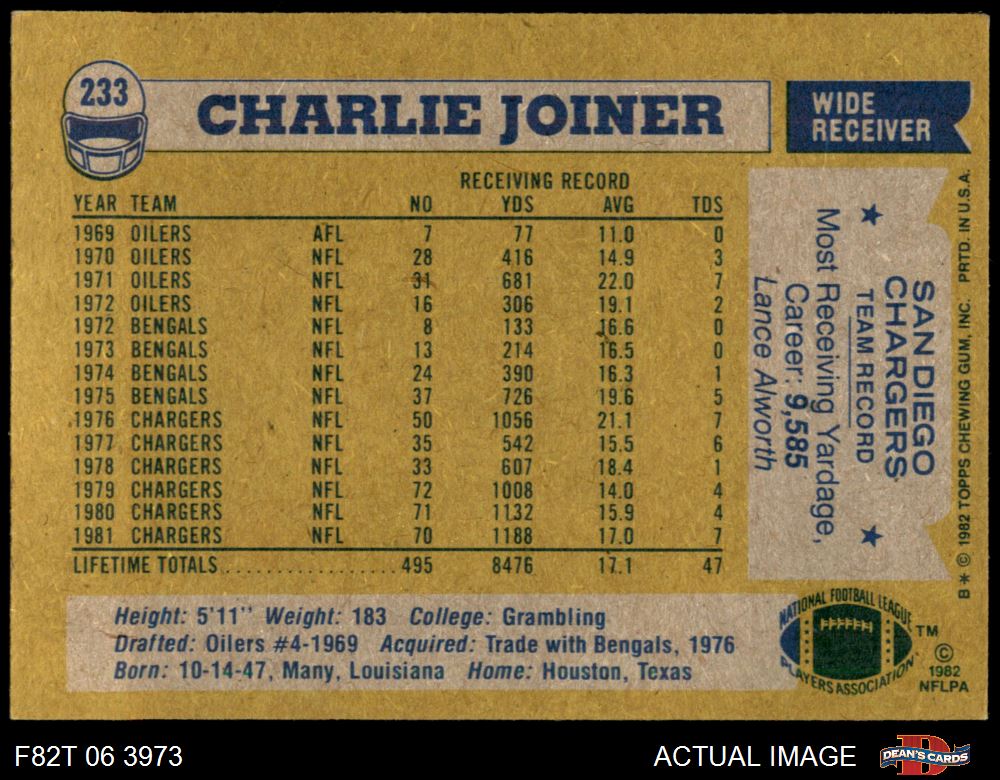 233
CHARLIE JOINER
WIDE
RECEIVER
RECEIVING RECORD
YEAR TEAM NO YDS AVG TDS
1969 OILERS AFL 7 77 11.0 0
1970 OILERS NFL 28 416 14.9 3
1971 OILERS NFL 31 681 22.0 7
1972 OILERS NFL 16 306 19.1 2
1972 BENGALS NFL 8 133 16.6 0
1973 BENGALS NFL 13 214 16.5 0
1974 BENGALS NFL 24 390 16.3 1
1975 BENGALS NFL 37 726 19.6 5
1976 CHARGERS NFL 50 1056 21.1 7
1977 CHARGERS NFL 35 542 15.5 6
1978 CHARGERS NFL 33 607 18.4 1
1979 CHARGERS NFL 72 1008 14.0 4
1980 CHARGERS NFL 71 1132 15.9 4
1981 CHARGERS NFL 70 1188 17.0 7
LIFETIME TOTALS.................. 495 8476 17.1 47
SAN DIEGO
CHARGERS
★ TEAM RECORD ★
Most Receiving Yardage,
Career: 9,585
Lance Alworth
B* © 1982 TOPPS CHEWING GUM, INC. PRTD. IN U.S.A.
Height: 5'11" Weight: 183 College: Grambling
Drafted: Oilers #4-1969 Acquired: Trade with Bengals, 1976
Born: 10-14-47, Many, Louisiana Home: Houston, Texas
NATIONAL FOOTBALL LEAGUE
PLAYERS ASSOCIATION
TM
©
1982
NFLPA
F82T 06 3973
ACTUAL IMAGE
D
DEAN'S CARDS